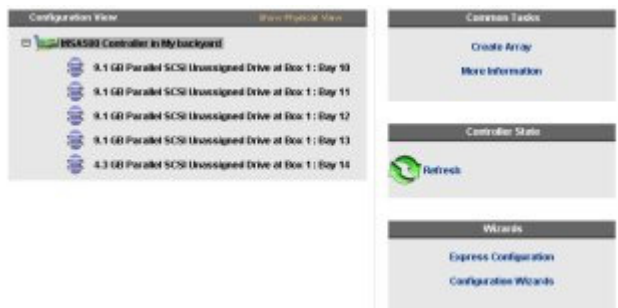 Configuration View
Show Physical View
MSA500 Controller in My backyard
9.1 GB Parallel SCSI Unassigned Drive at Box 1 : Bay 10
9.1 GB Parallel SCSI Unassigned Drive at Box 1 : Bay 11
9.1 GB Parallel SCSI Unassigned Drive at Box 1 : Bay 12
9.1 GB Parallel SCSI Unassigned Drive at Box 1 : Bay 13
4.3 GB Parallel SCSI Unassigned Drive at Box 1 : Bay 14
Common Tasks
Create Array
More Information
Controller State
Refresh
Wizards
Express Configuration
Configuration Wizards